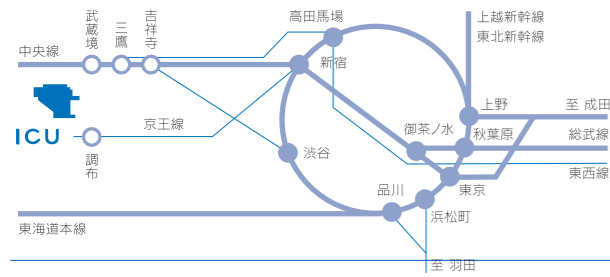 武蔵境
三鷹
吉祥寺
高田馬場
上越新幹線
東北新幹線
中央線
新宿
ICU
京王線
調布
渋谷
御茶ノ水
上野
至 成田
秋葉原
総武線
東西線
東京
品川
浜松町
東海道本線
至 羽田